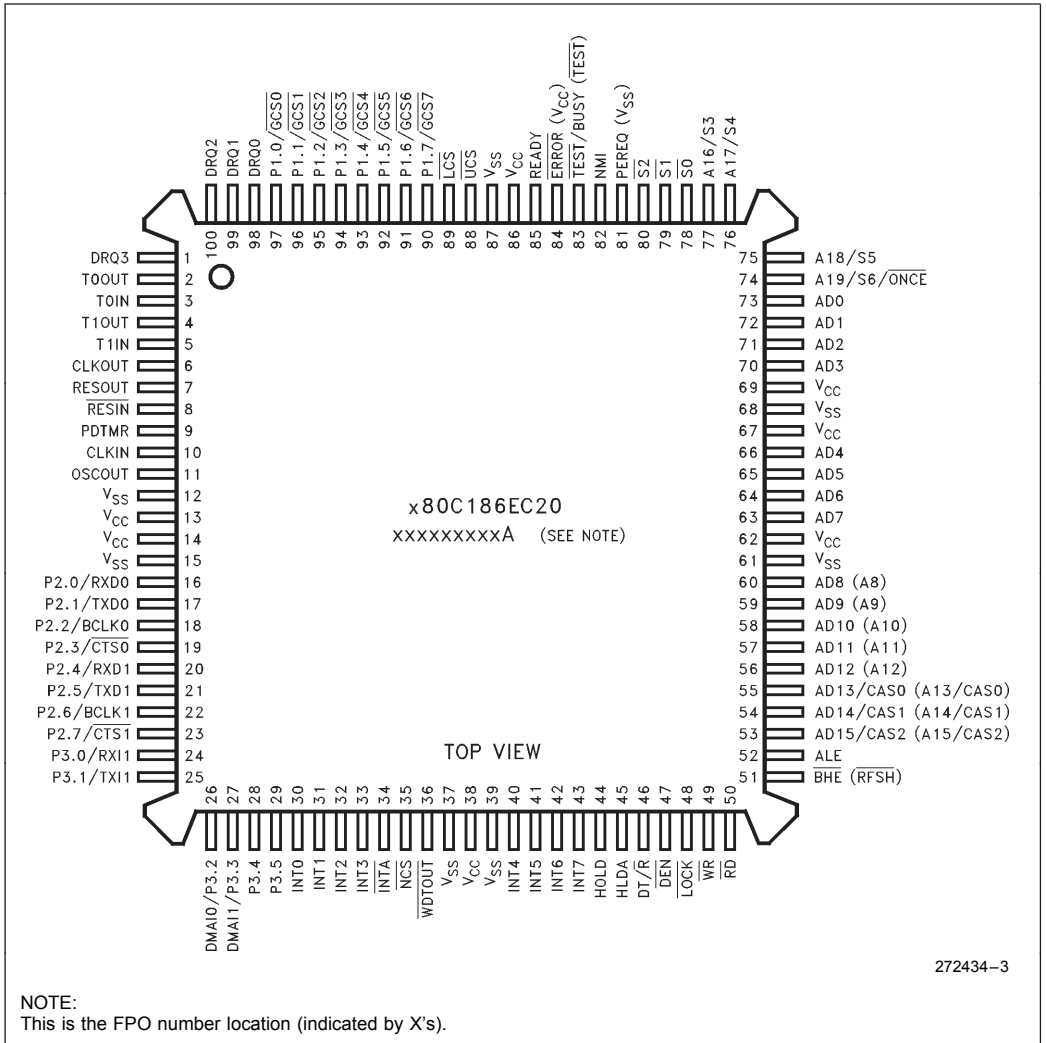 DRQ2
DRQ1
DRQ0
P1.0/GCS0
P1.1/GCS1
P1.2/GCS2
P1.3/GCS3
P1.4/GCS4
P1.5/GCS5
P1.6/GCS6
P1.7/GCS7
LCS
UCS
VSS
VCC
READY
ERROR (VCC)
TEST/BUSY (TEST)
NMI
PEREQ (VSS)
S2
S1
S0
A16/S3
A17/S4
100
99
98
97
96
95
94
93
92
91
90
89
88
87
86
85
84
83
82
81
80
79
78
77
76
DRQ3 1
T0OUT 2
T0IN 3
T1OUT 4
T1IN 5
CLKOUT 6
RESOUT 7
RESIN 8
PDTMR 9
CLKIN 10
OSCOUT 11
VSS 12
VCC 13
VCC 14
VSS 15
P2.0/RXD0 16
P2.1/TXD0 17
P2.2/BCLK0 18
P2.3/CTS0 19
P2.4/RXD1 20
P2.5/TXD1 21
P2.6/BCLK1 22
P2.7/CTS1 23
P3.0/RXI1 24
P3.1/TXI1 25
x80C186EC20
xxxxxxxxxA (SEE NOTE)
TOP VIEW
75 A18/S5
74 A19/S6/ONCE
73 AD0
72 AD1
71 AD2
70 AD3
69 VCC
68 VSS
67 VCC
66 AD4
65 AD5
64 AD6
63 AD7
62 VCC
61 VSS
60 AD8 (A8)
59 AD9 (A9)
58 AD10 (A10)
57 AD11 (A11)
56 AD12 (A12)
55 AD13/CAS0 (A13/CAS0)
54 AD14/CAS1 (A14/CAS1)
53 AD15/CAS2 (A15/CAS2)
52 ALE
51 BHE (RFSH)
26
27
28
29
30
31
32
33
34
35
36
37
38
39
40
41
42
43
44
45
46
47
48
49
50
DMAI0/P3.2
DMAI1/P3.3
P3.4
P3.5
INT0
INT1
INT2
INT3
INTA
NCS
WDTOUT
VSS
VCC
VSS
INT4
INT5
INT6
INT7
HOLD
HLDA
DT/R
DEN
LOCK
WR
RD
272434–3
NOTE:
This is the FPO number location (indicated by X's).